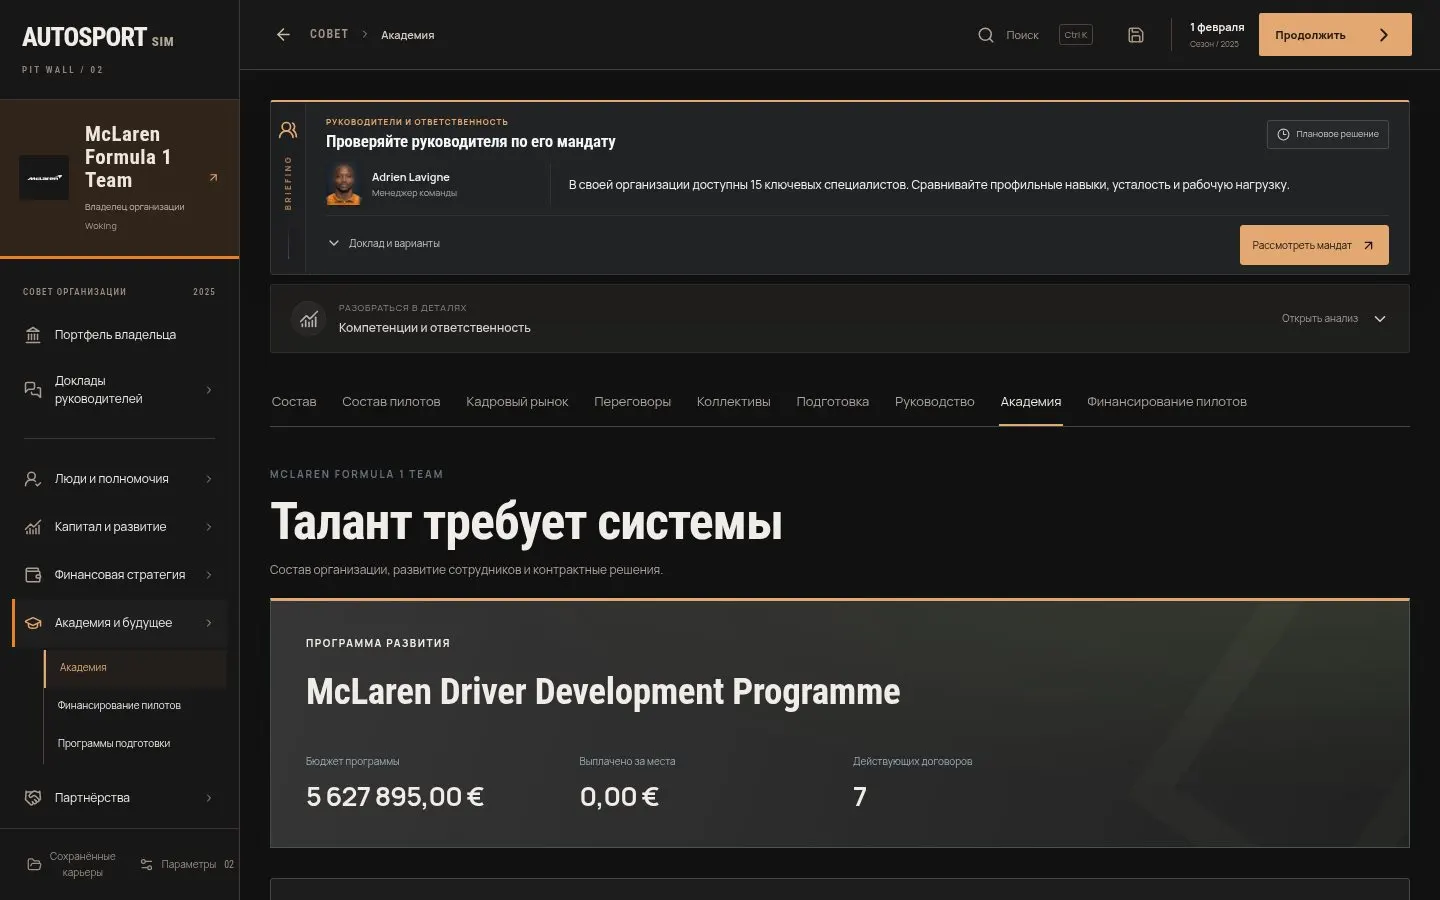 AUTOSPORT SIM
PIT WALL / 02
McLaren
McLaren
Formula 1
Team
Владелец организации
Woking
СОВЕТ ОРГАНИЗАЦИИ 2025
Портфель владельца
Доклады
руководителей
Люди и полномочия
Капитал и развитие
Финансовая стратегия
Академия и будущее
Академия
Финансирование пилотов
Программы подготовки
Партнёрства
Сохранённые
карьеры
Параметры 02
СОВЕТ Академия
Поиск Ctrl K
1 февраля
Сезон / 2025
Продолжить
BRIEFING
РУКОВОДИТЕЛИ И ОТВЕТСТВЕННОСТЬ
Проверяйте руководителя по его мандату
Плановое решение
Adrien Lavigne
Менеджер команды
В своей организации доступны 15 ключевых специалистов. Сравнивайте профильные навыки, усталость и рабочую нагрузку.
Доклад и варианты
Рассмотреть мандат
РАЗОБРАТЬСЯ В ДЕТАЛЯХ
Компетенции и ответственность
Открыть анализ
Состав Состав пилотов Кадровый рынок Переговоры Коллективы Подготовка Руководство Академия Финансирование пилотов
MCLAREN FORMULA 1 TEAM
Талант требует системы
Состав организации, развитие сотрудников и контрактные решения.
ПРОГРАММА РАЗВИТИЯ
McLaren Driver Development Programme
Бюджет программы Выплачено за места Действующих договоров
5 627 895,00 € 0,00 € 7